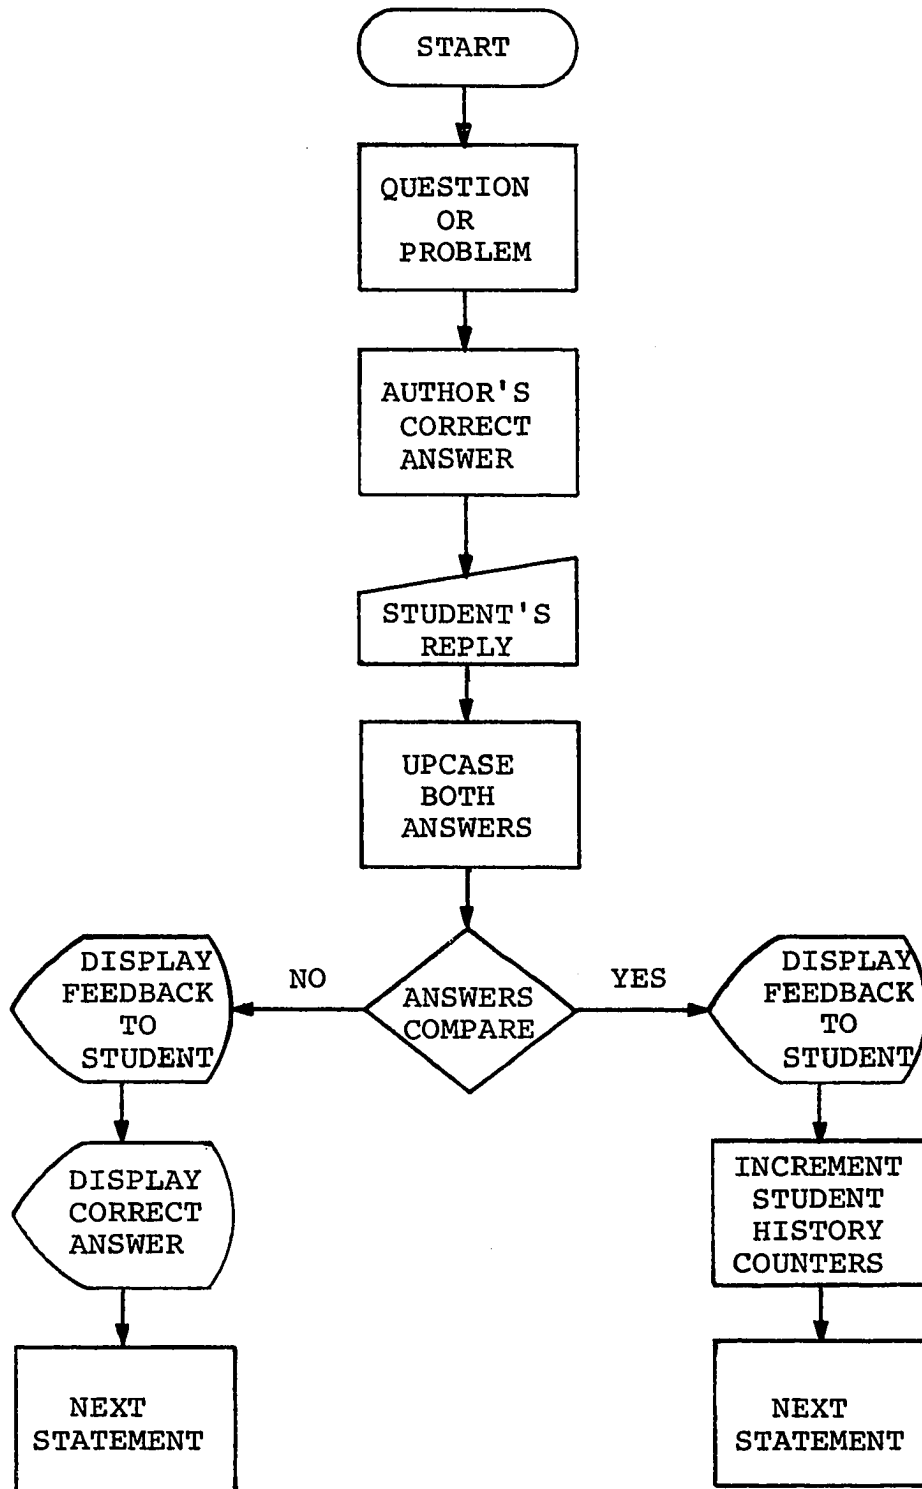 START
QUESTION
OR
PROBLEM
AUTHOR'S
CORRECT
ANSWER
STUDENT'S
REPLY
UPCASE
BOTH
ANSWERS
ANSWERS
COMPARE
NO
DISPLAY
FEEDBACK
TO
STUDENT
DISPLAY
CORRECT
ANSWER
NEXT
STATEMENT
YES
DISPLAY
FEEDBACK
TO
STUDENT
INCREMENT
STUDENT
HISTORY
COUNTERS
NEXT
STATEMENT